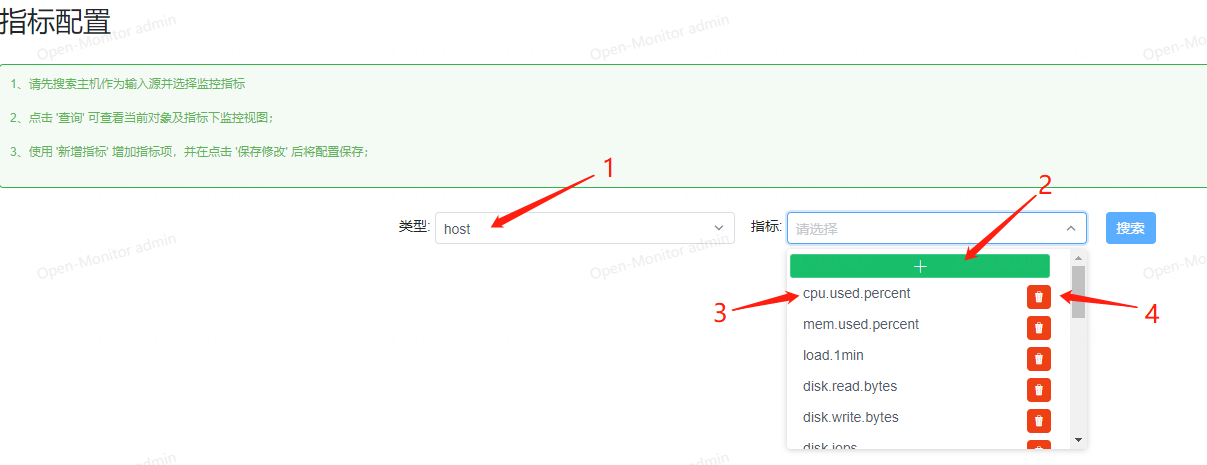 指标配置
Open-Monitor admin
Open-Monitor admin
Open-Monitor admin
1、请先搜索主机作为输入源并选择监控指标
2、点击 '查询' 可查看当前对象及指标下监控视图；
3、使用 '新增指标' 增加指标项，并在点击 '保存修改' 后将配置保存；
1
2
类型: host 指标: 请选择 搜索
Open-Monitor admin
Open-Monitor admin
Open-Monitor
3
cpu.used.percent
4
mem.used.percent
load.1min
disk.read.bytes
disk.write.bytes
disk.iops